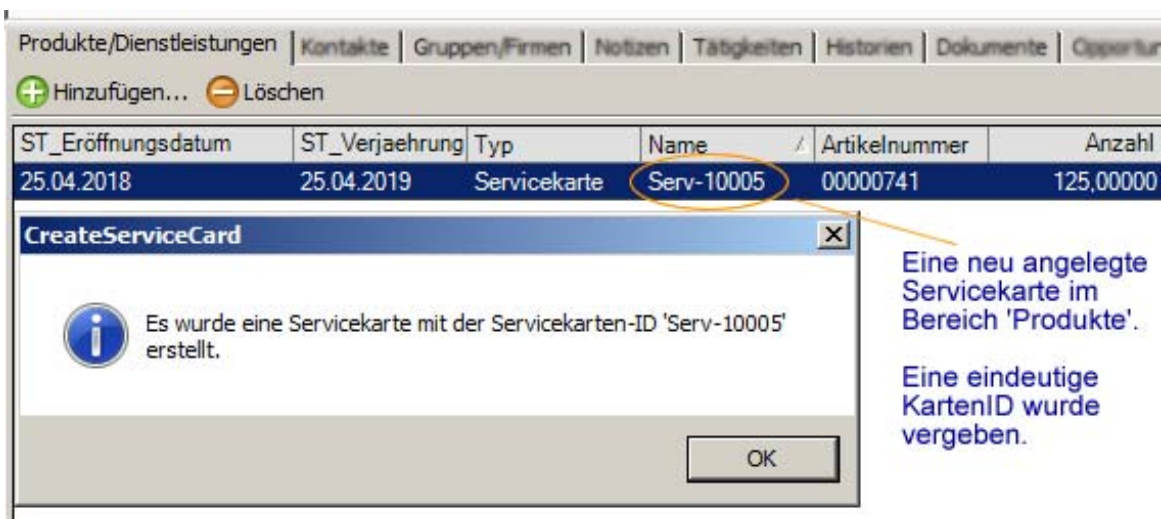 Produkte/Dienstleistungen Kontakte Gruppen/Firmen Notizen Tätigkeiten Historien Dokumente
Hinzufügen... Löschen
ST_Eröffnungsdatum ST_Verjaehrung Typ Name Artikelnummer Anzahl
25.04.2018 25.04.2019 Servicekarte Serv-10005 00000741 125,00000
CreateServiceCard
Es wurde eine Servicekarte mit der Servicekarten-ID 'Serv-10005'
erstellt.
OK
Eine neu angelegte
Servicekarte im
Bereich 'Produkte'.
Eine eindeutige
KartenID wurde
vergeben.